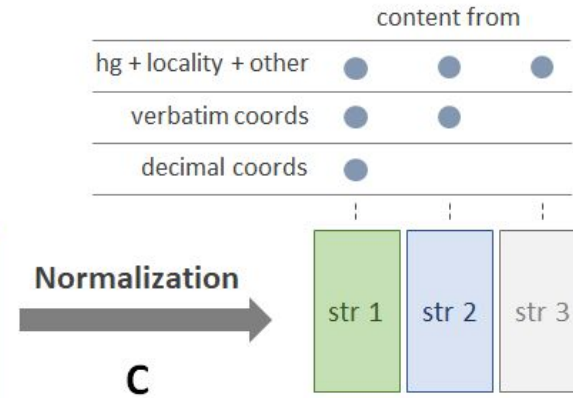 content from
hg + locality + other
verbatim coords
decimal coords
Normalization
str 1 str 2 str 3
C